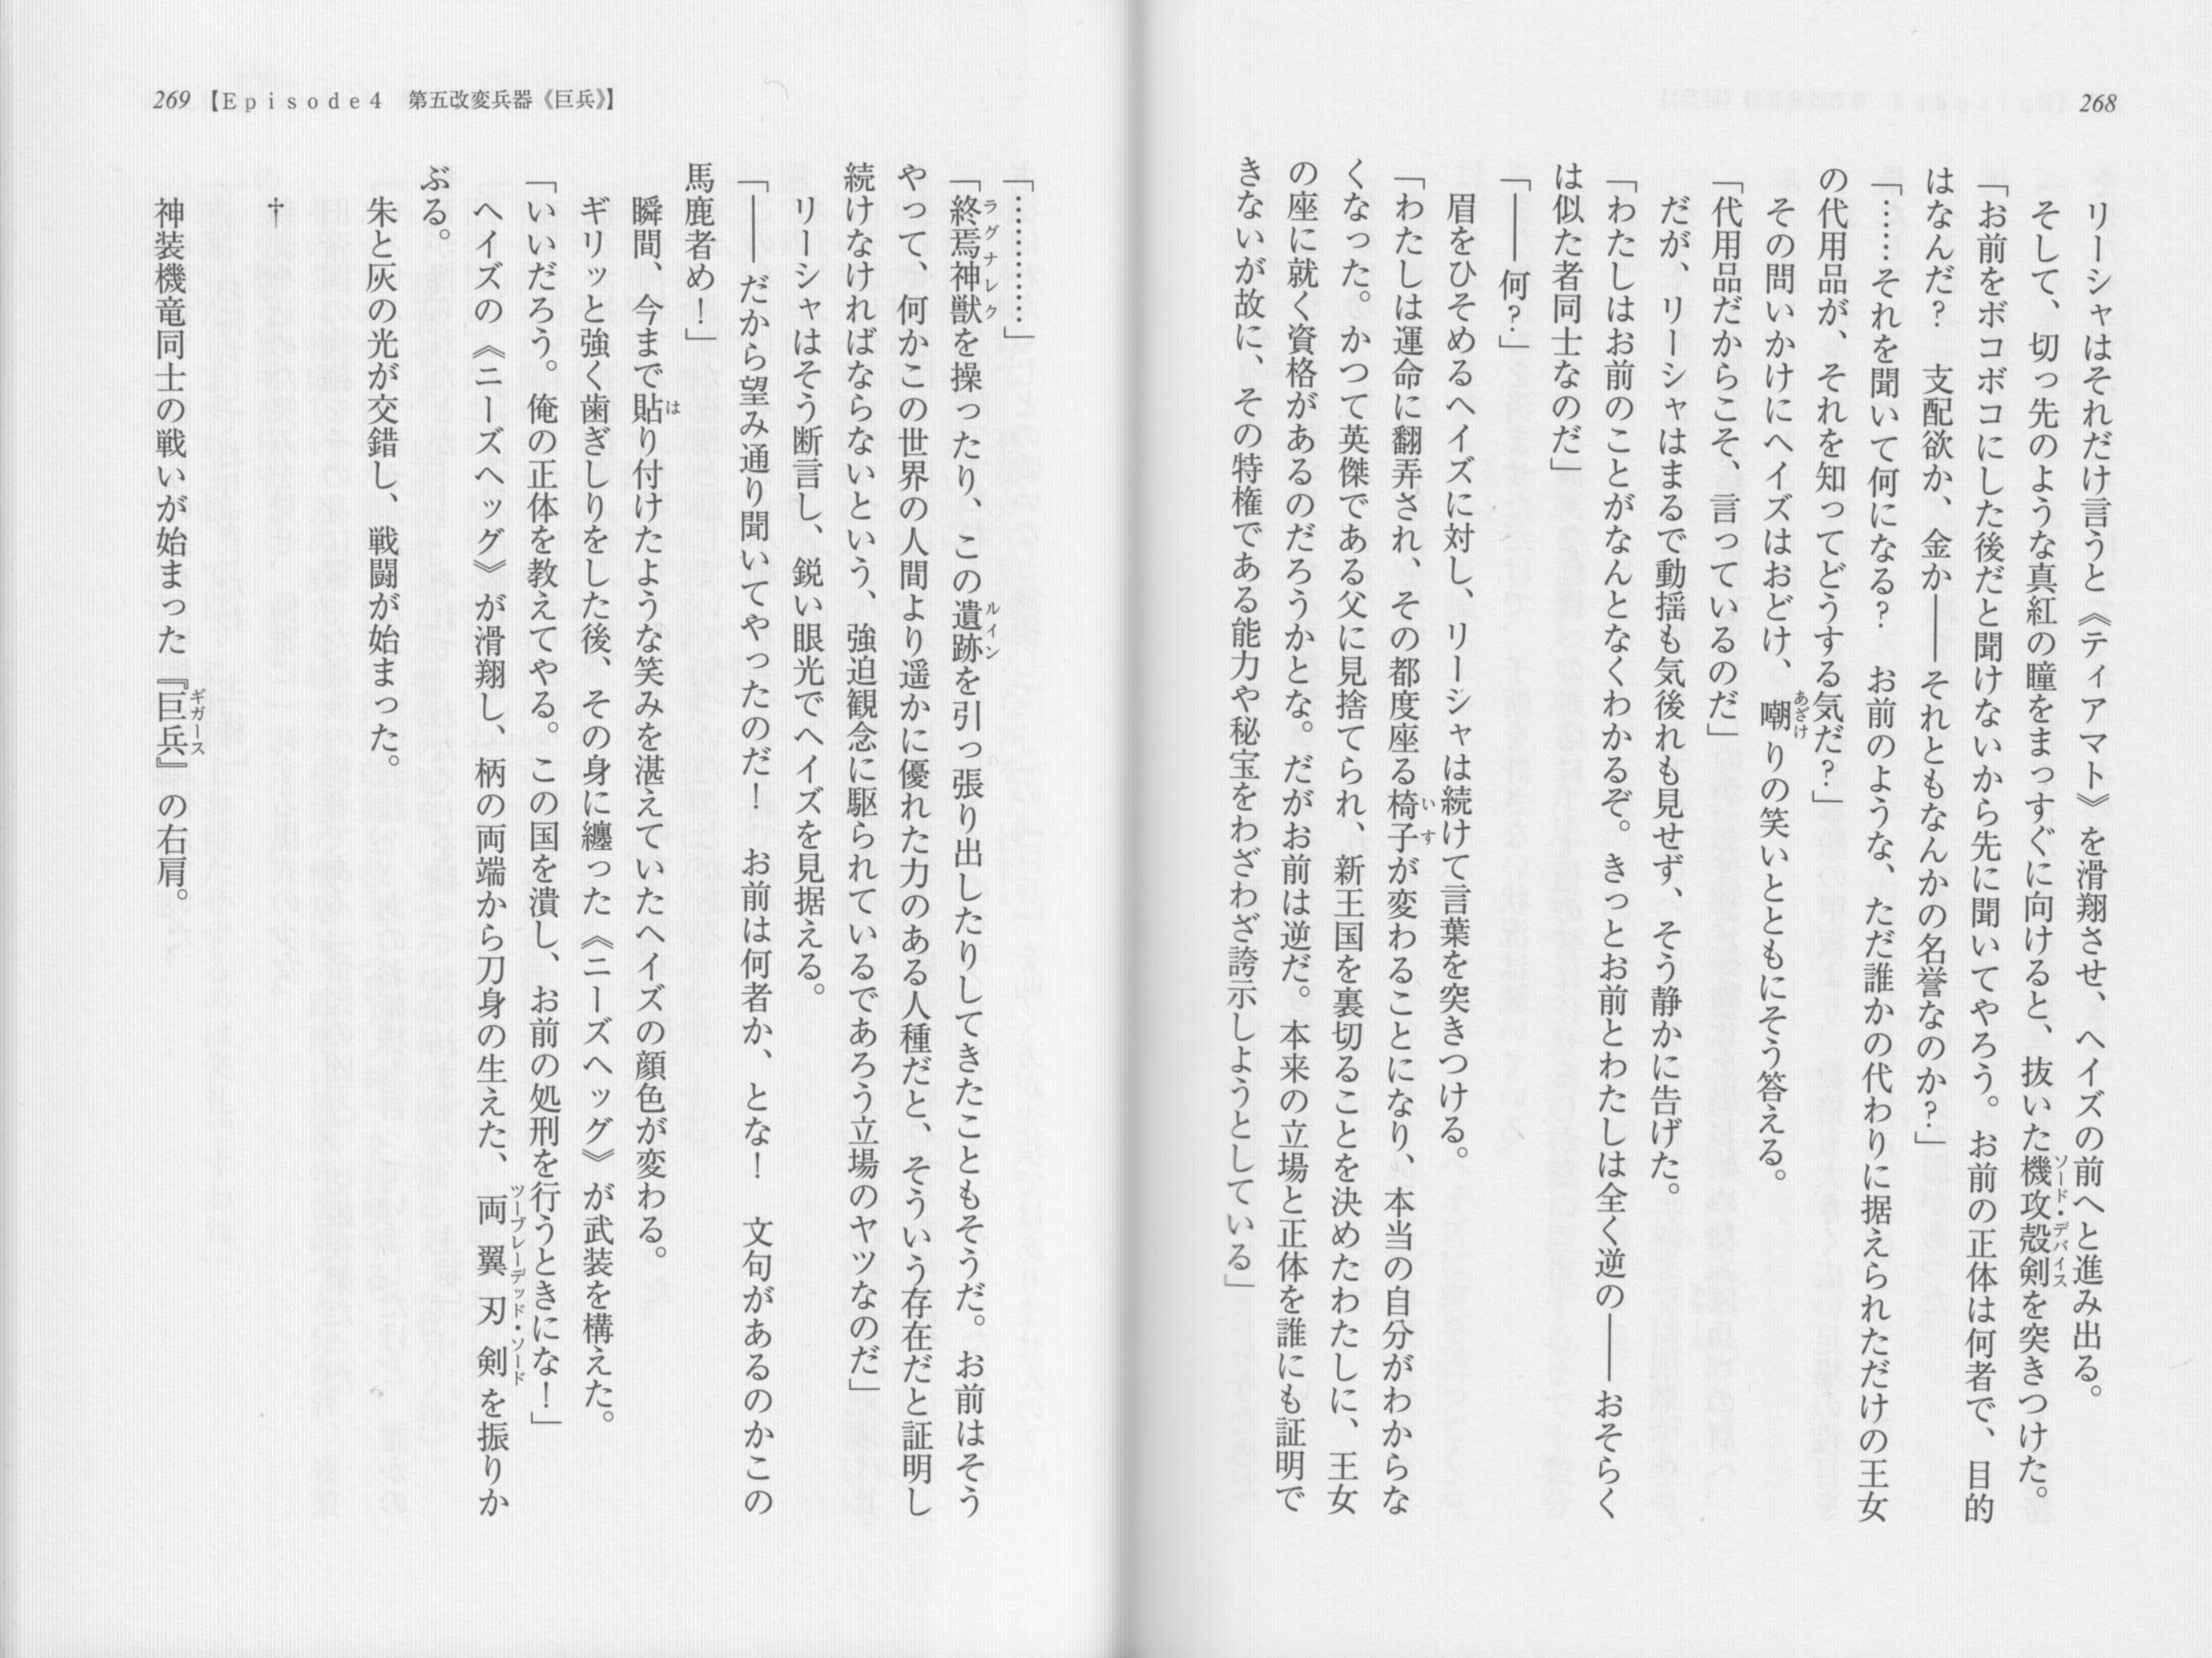 268
　リーシャはそれだけ言うと《ティアマト》を滑翔させ、ヘイズの前へと進み出る。
　そして、切っ先のような真紅の瞳をまっすぐに向けると、抜いた機攻殻剣ソード・デバイスを突きつけた。
「お前をボコボコにした後だと聞けないから先に聞いてやろう。お前の正体は何者で、目的
はなんだ？　支配欲か、金か――それともなんかの名誉なのか？」
「……それを聞いて何になる？　お前のような、ただ誰かの代わりに据えられただけの王女
の代用品が、それを知ってどうする気だ？」
　その問いかけにヘイズはおどけ、嘲あざけりの笑いとともにそう答える。
「代用品だからこそ、言っているのだ」
　だが、リーシャはまるで動揺も気後れも見せず、そう静かに告げた。
「わたしはお前のことがなんとなくわかるぞ。きっとお前とわたしは全く逆の――おそらく
は似た者同士なのだ」
「――何？」
　眉をひそめるヘイズに対し、リーシャは続けて言葉を突きつける。
「わたしは運命に翻弄され、その都度座る椅子いすが変わることになり、本当の自分がわからな
くなった。かつて英傑である父に見捨てられ、新王国を裏切ることを決めたわたしに、王女
の座に就く資格があるのだろうかとな。だがお前は逆だ。本来の立場と正体を誰にも証明で
きないが故に、その特権である能力や秘宝をわざわざ誇示しようとしている」
269【Episode4　第五改変兵器《巨兵》】
「…………」
「終焉神獣ラグナレクを操ったり、この遺跡ルインを引っ張り出したりしてきたこともそうだ。お前はそう
やって、何かこの世界の人間より遥かに優れた力のある人種だと、そういう存在だと証明し
続けなければならないという、強迫観念に駆られているであろう立場のヤツなのだ」
　リーシャはそう断言し、鋭い眼光でヘイズを見据える。
「――だから望み通り聞いてやったのだ！　お前は何者か、とな！　文句があるのかこの
馬鹿者め！」
　瞬間、今まで貼はり付けたような笑みを湛えていたヘイズの顔色が変わる。
　ギリッと強く歯ぎしりをした後、その身に纏った《ニーズヘッグ》が武装を構えた。
「いいだろう。俺の正体を教えてやる。この国を潰し、お前の処刑を行うときにな！」
　ヘイズの《ニーズヘッグ》が滑翔し、柄の両端から刀身の生えた、両翼刃剣ツーブレーデッド・ソードを振りか
ぶる。
　朱と灰の光が交錯し、戦闘が始まった。
†
　神装機竜同士の戦いが始まった『巨兵ギガース』の右肩。